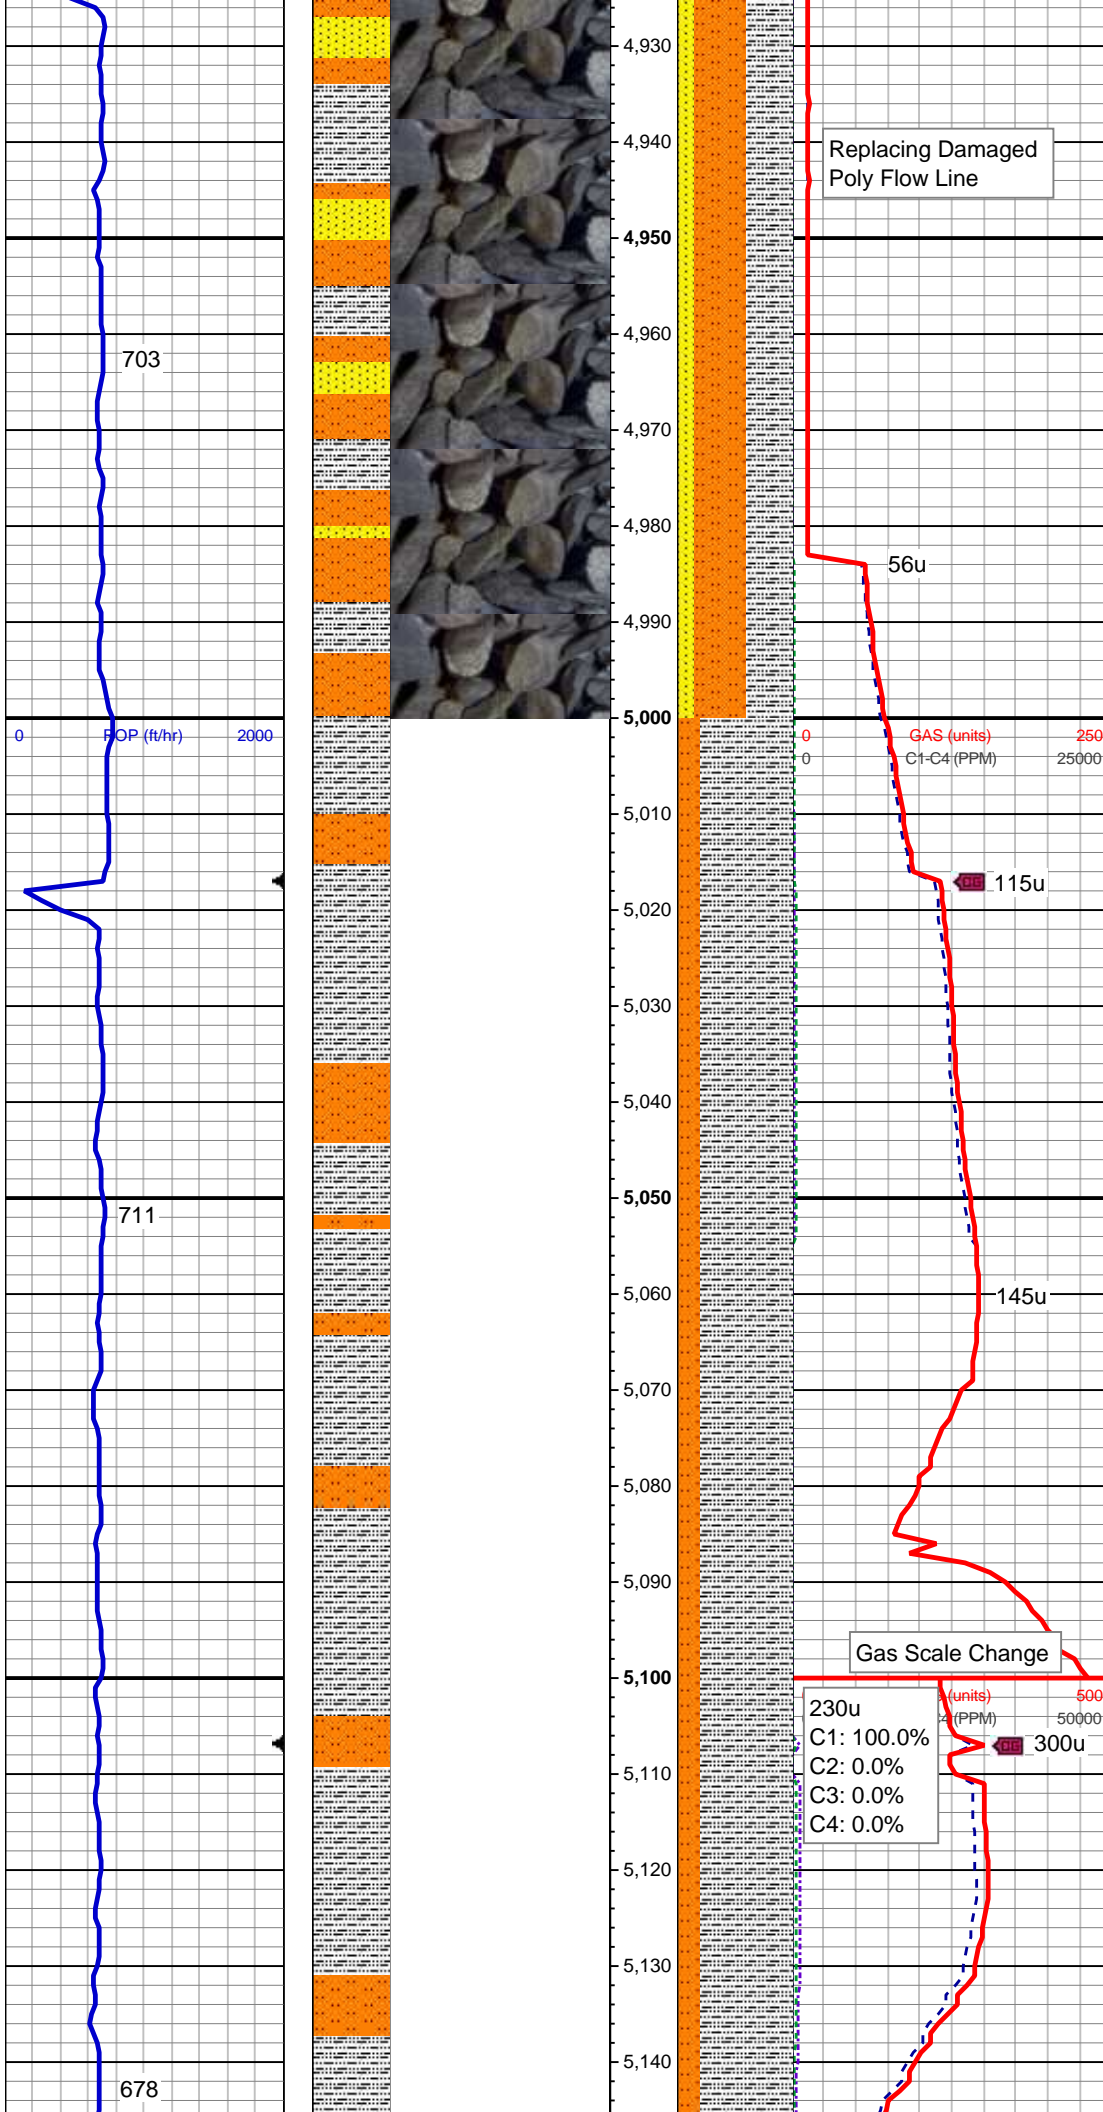 4,930
4,940
Replacing Damaged
Poly Flow Line
4,950
4,960
703
4,970
4,980
56u
4,990
5,000
0 ROP (ft/hr) 2000
0 GAS (units) 250
0 C1-C4 (PPM) 25000
5,010
CG 115u
5,020
5,030
5,040
5,050
711
5,060
145u
5,070
5,080
5,090
Gas Scale Change
5,100
(units) 500
(PPM) 50000
230u
C1: 100.0%
C2: 0.0%
C3: 0.0%
C4: 0.0%
CG 300u
5,110
5,120
5,130
5,140
678